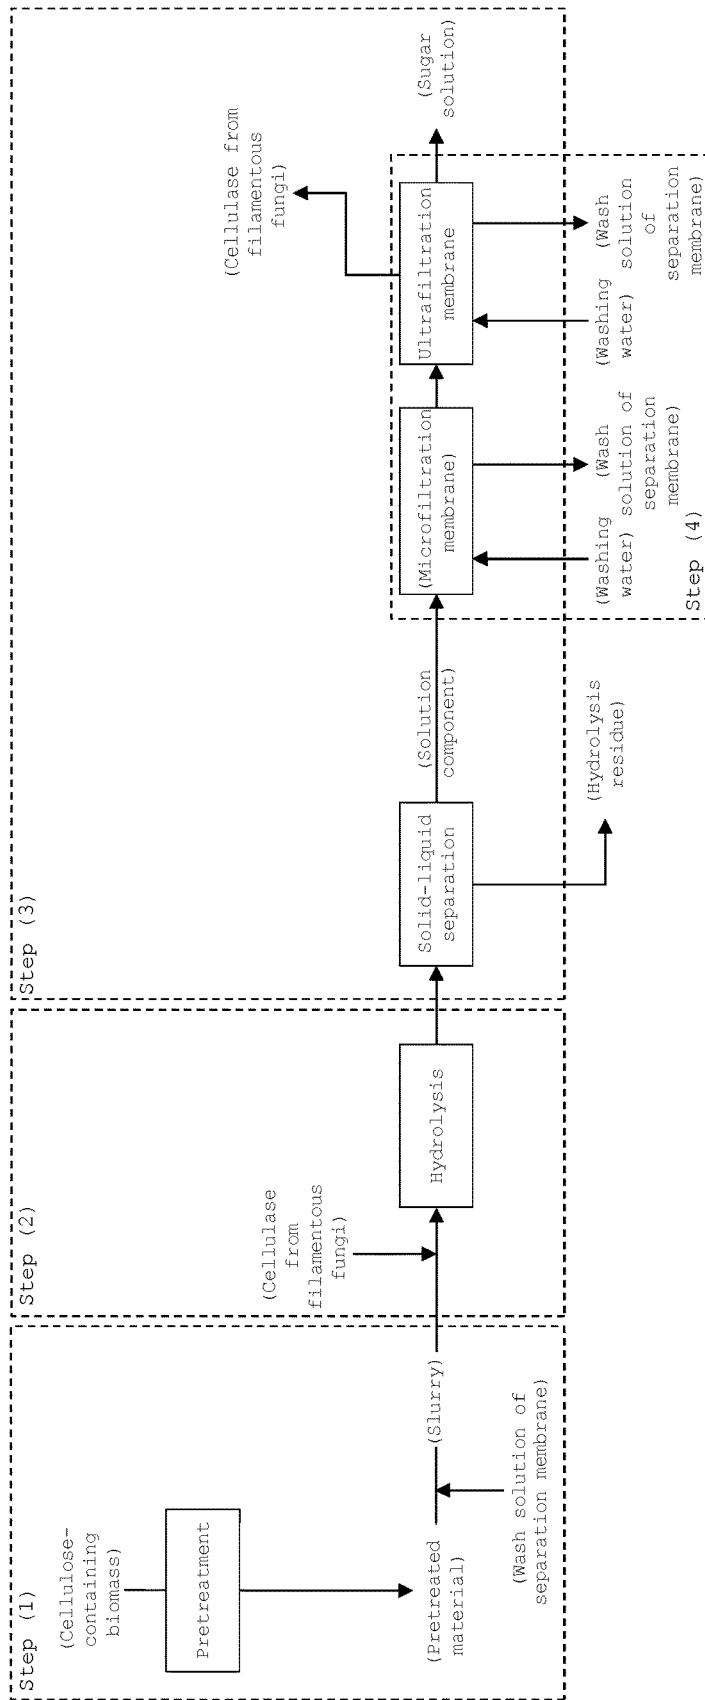 Step (1)
(Cellulose-
containing
biomass)
Pretreatment
(Pretreated
material)
(Slurry)
(Wash solution of
separation membrane)
Step (2)
(Cellulase
from
filamentous
fungi)
Hydrolysis
Step (3)
Solid-liquid
separation
(Hydrolysis
residue)
(Solution
component)
(Microfiltration
membrane)
(Washing
water)
(Wash
solution of
separation
membrane)
Ultrafiltration
membrane
(Washing
water)
(Wash
solution
of
separation
membrane)
(Cellulase from
filamentous
fungi)
(Sugar
solution)
Step (4)